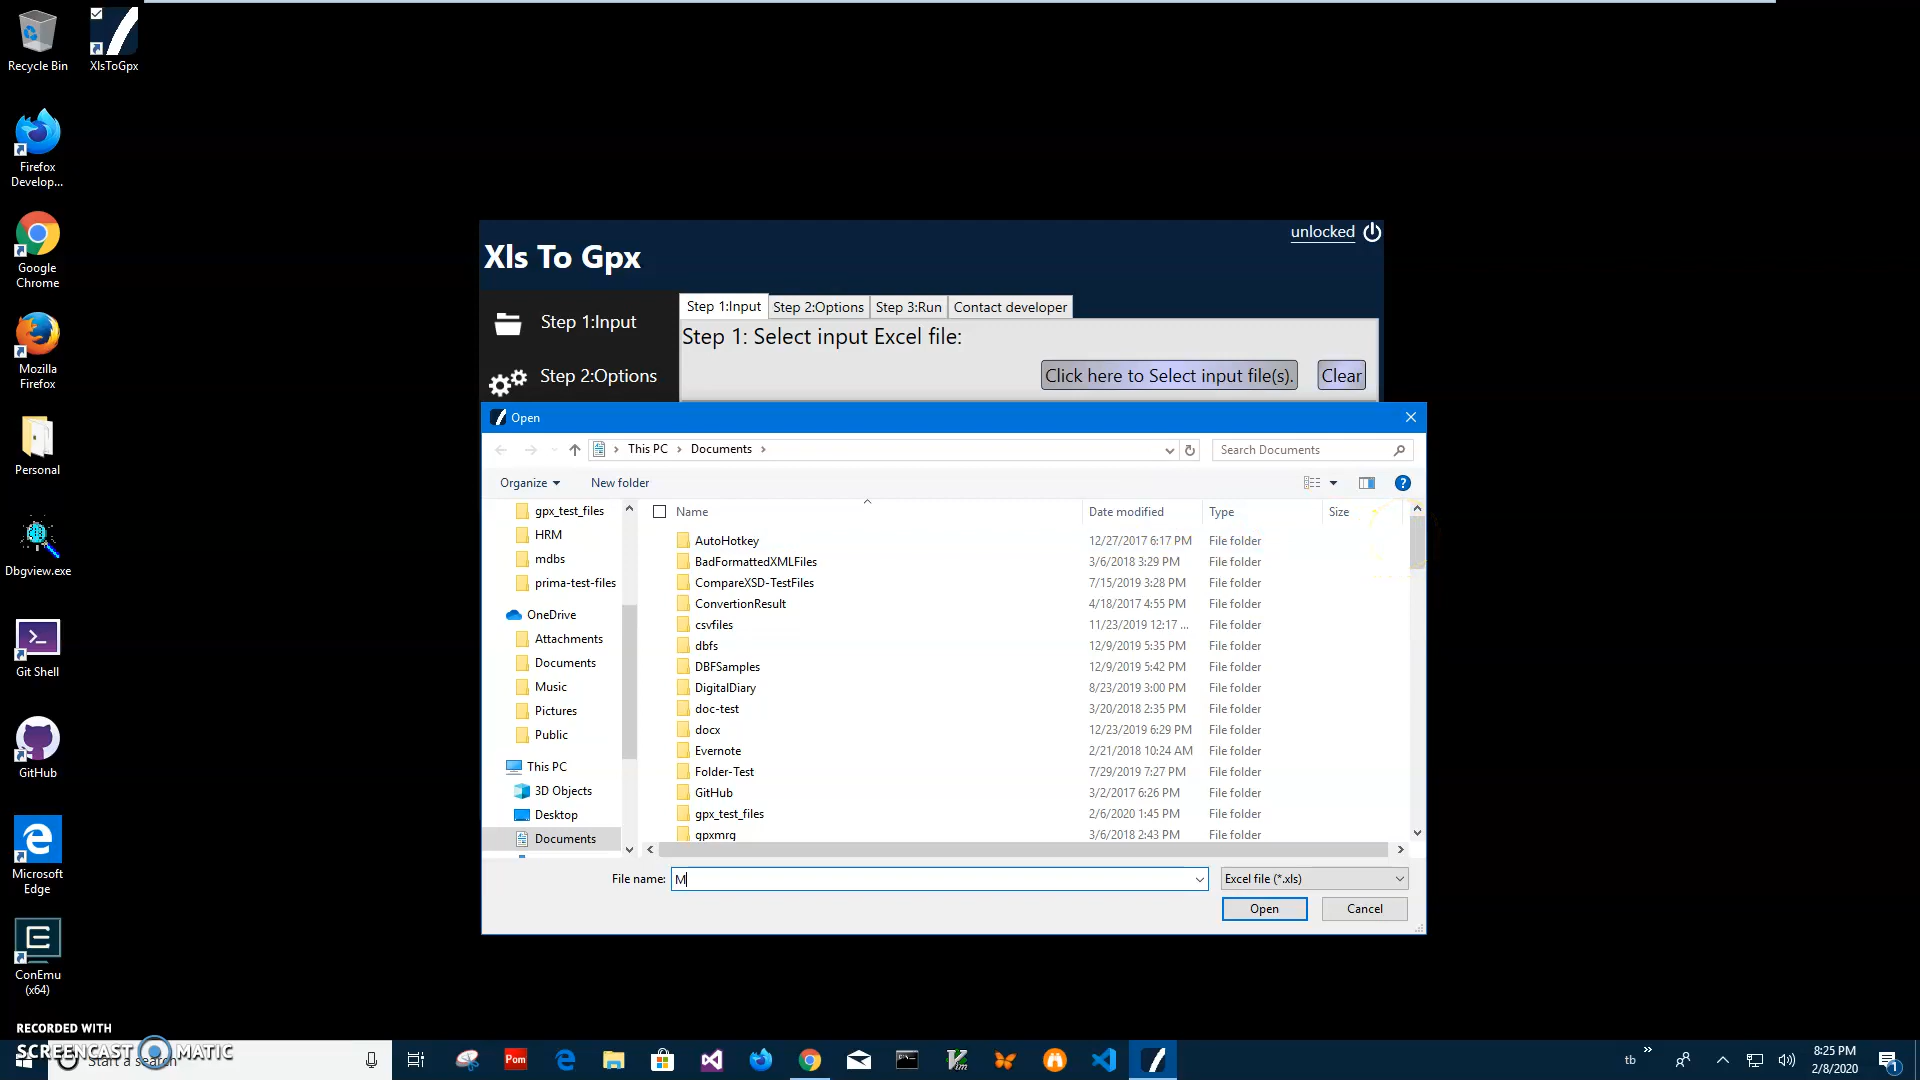 Recycle Bin
XlsToGpx
Firefox
Develop...
Google
Chrome
Mozilla
Firefox
Personal
Dbgview.exe
Git Shell
GitHub
Microsoft
Edge
ConEmu
(x64)
unlocked
Xls To Gpx
Step 1:Input
Step 2:Options
Step 1:Input Step 2:Options Step 3:Run Contact developer
Step 1: Select input Excel file:
Click here to Select input file(s). Clear
Open
This PC Documents
Search Documents
Organize New folder
gpx_test_files
HRM
mdbs
prima-test-files
OneDrive
Attachments
Documents
Music
Pictures
Public
This PC
3D Objects
Desktop
Documents
Name Date modified Type Size
AutoHotkey 12/27/2017 6:17 PM File folder
BadFormattedXMLFiles 3/6/2018 3:29 PM File folder
CompareXSD-TestFiles 7/15/2019 3:28 PM File folder
ConvertionResult 4/18/2017 4:55 PM File folder
csvfiles 11/23/2019 12:17 ... File folder
dbfs 12/9/2019 5:35 PM File folder
DBFSamples 12/9/2019 5:42 PM File folder
DigitalDiary 8/23/2019 3:00 PM File folder
doc-test 3/20/2018 2:35 PM File folder
docx 12/23/2019 6:29 PM File folder
Evernote 2/21/2018 10:24 AM File folder
Folder-Test 7/29/2019 7:27 PM File folder
GitHub 3/2/2017 6:26 PM File folder
gpx_test_files 2/6/2020 1:45 PM File folder
gpxmrg 3/6/2018 2:43 PM File folder
File name: M Excel file (*.xls)
Open Cancel
RECORDED WITH
SCREENCAST MATIC
Start a search
Pom
Vim
tb
8:25 PM
2/8/2020
1